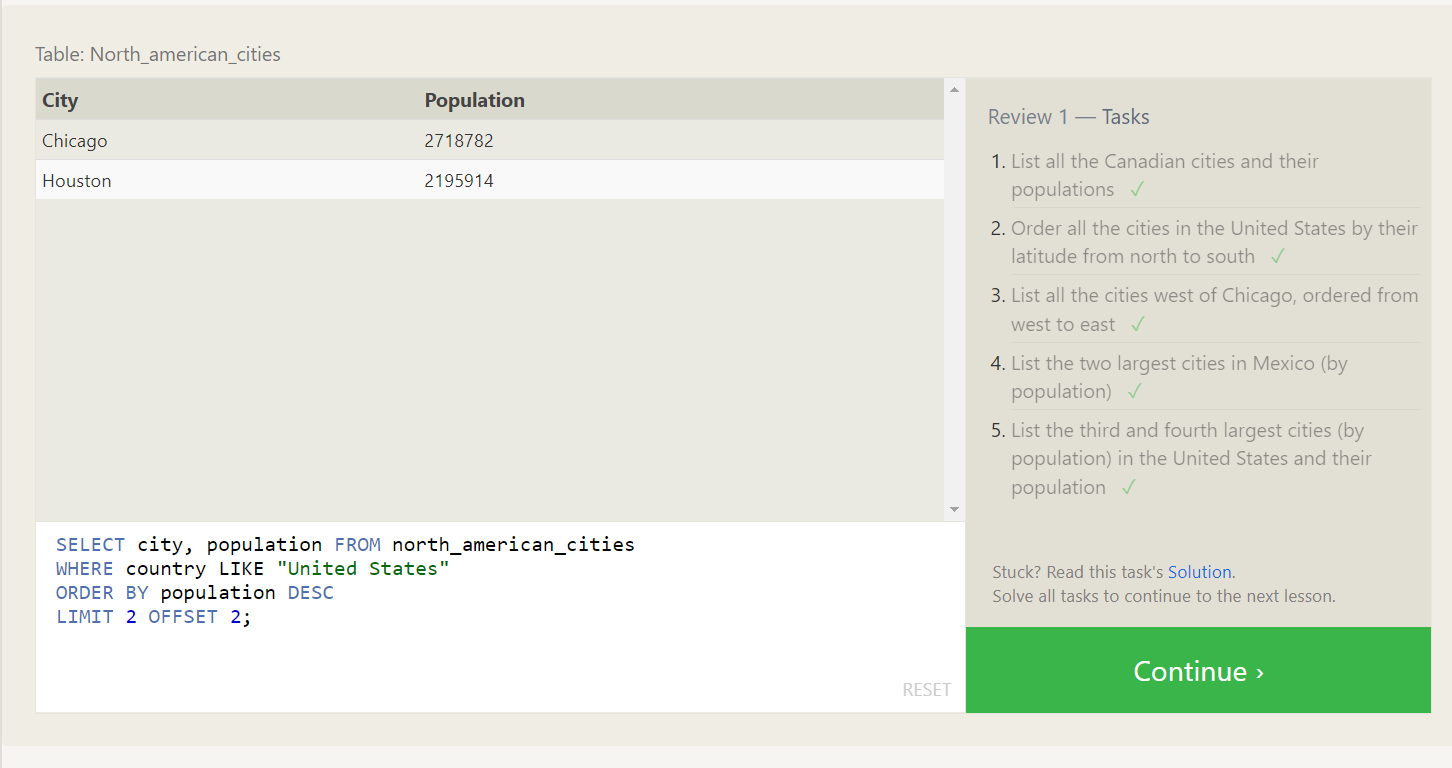 Table: North_american_cities
City Population
Chicago 2718782
Houston 2195914
SELECT city, population FROM north_american_cities
WHERE country LIKE "United States"
ORDER BY population DESC
LIMIT 2 OFFSET 2;
RESET
Review 1 — Tasks
1. List all the Canadian cities and their
populations ✓
2. Order all the cities in the United States by their
latitude from north to south ✓
3. List all the cities west of Chicago, ordered from
west to east ✓
4. List the two largest cities in Mexico (by
population) ✓
5. List the third and fourth largest cities (by
population) in the United States and their
population ✓
Stuck? Read this task's Solution.
Solve all tasks to continue to the next lesson.
Continue ›